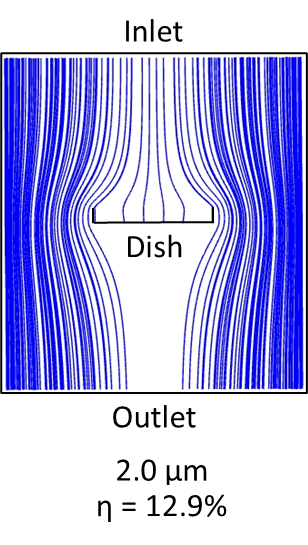 Inlet
Dish
Outlet
2.0 μm
η = 12.9%